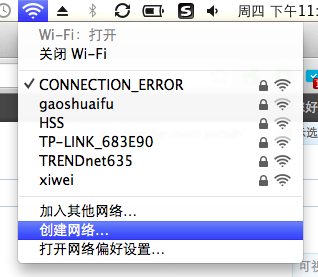 周四 下午11:
Wi-Fi：打开
关闭 Wi-Fi
CONNECTION_ERROR
gaoshuaifu
HSS
TP-LINK_683E90
TRENDnet635
xiwei
加入其他网络...
创建网络...
打开网络偏好设置...